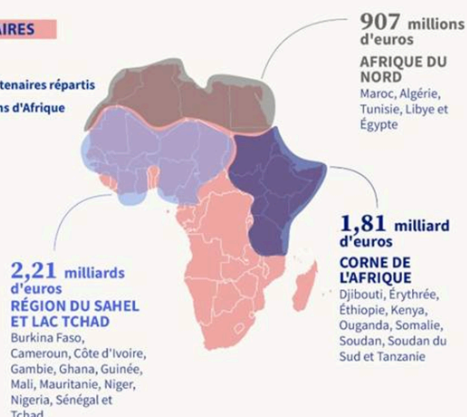 AIRES
tenaires répartis
ns d'Afrique
907 millions
d'euros
AFRIQUE DU
NORD
Maroc, Algérie,
Tunisie, Libye et
Égypte
1,81 milliard
d'euros
CORNE DE
L'AFRIQUE
Djibouti, Érythrée,
Éthiopie, Kenya,
Ouganda, Somalie,
Soudan, Soudan du
Sud et Tanzanie
2,21 milliards
d'euros
RÉGION DU SAHEL
ET LAC TCHAD
Burkina Faso,
Cameroun, Côte d'Ivoire,
Gambie, Ghana, Guinée,
Mali, Mauritanie, Niger,
Nigeria, Sénégal et
Tchad